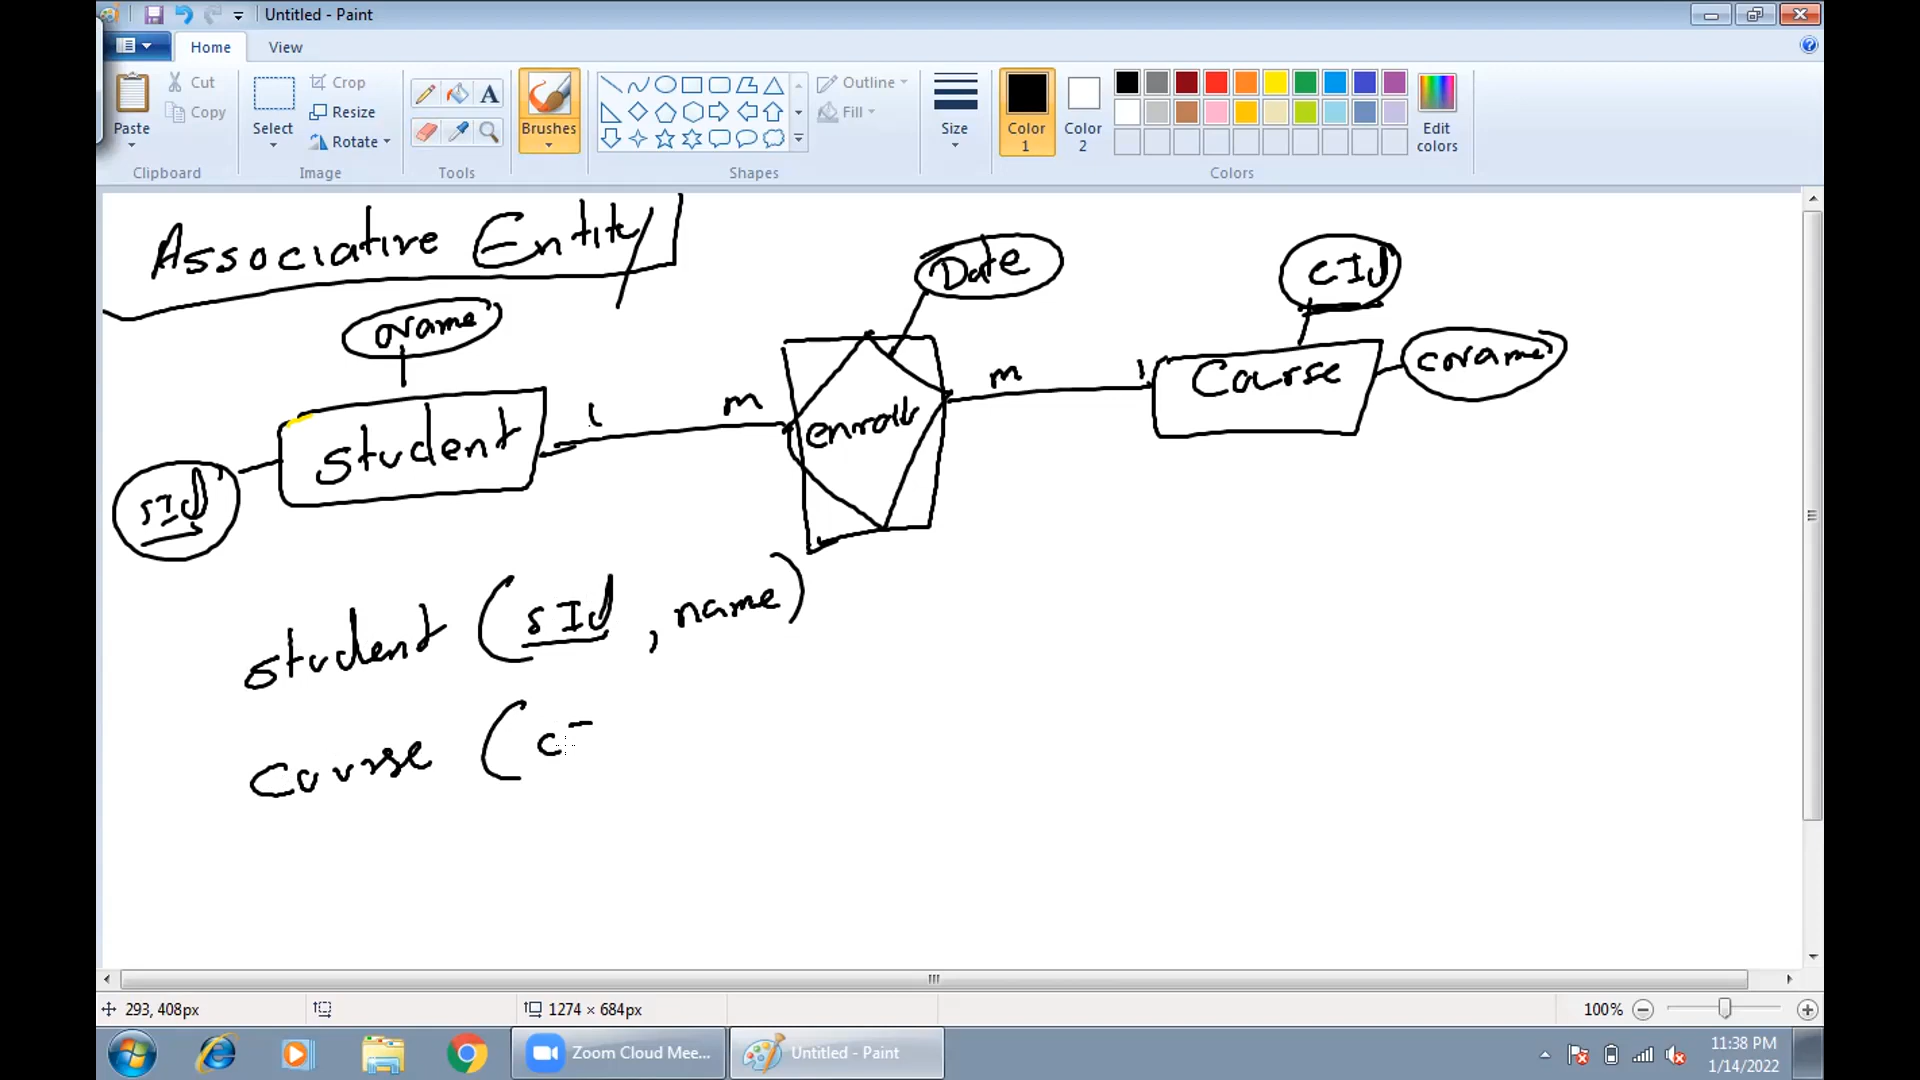 Untitled - Paint
Home
View
Paste
Cut
Copy
Clipboard
Select
Crop
Resize
Rotate
Image
Tools
Brushes
Shapes
Outline
Fill
Size
Color 1
Color 2
Edit colors
Colors
Associative Entity
Date
cId
name
m
1
Course
cname
1
m
enroll
student
sId
student (sId, name)
course (c
293, 408px
1274 × 684px
100%
Zoom Cloud Mee...
Untitled - Paint
11:38 PM
1/14/2022